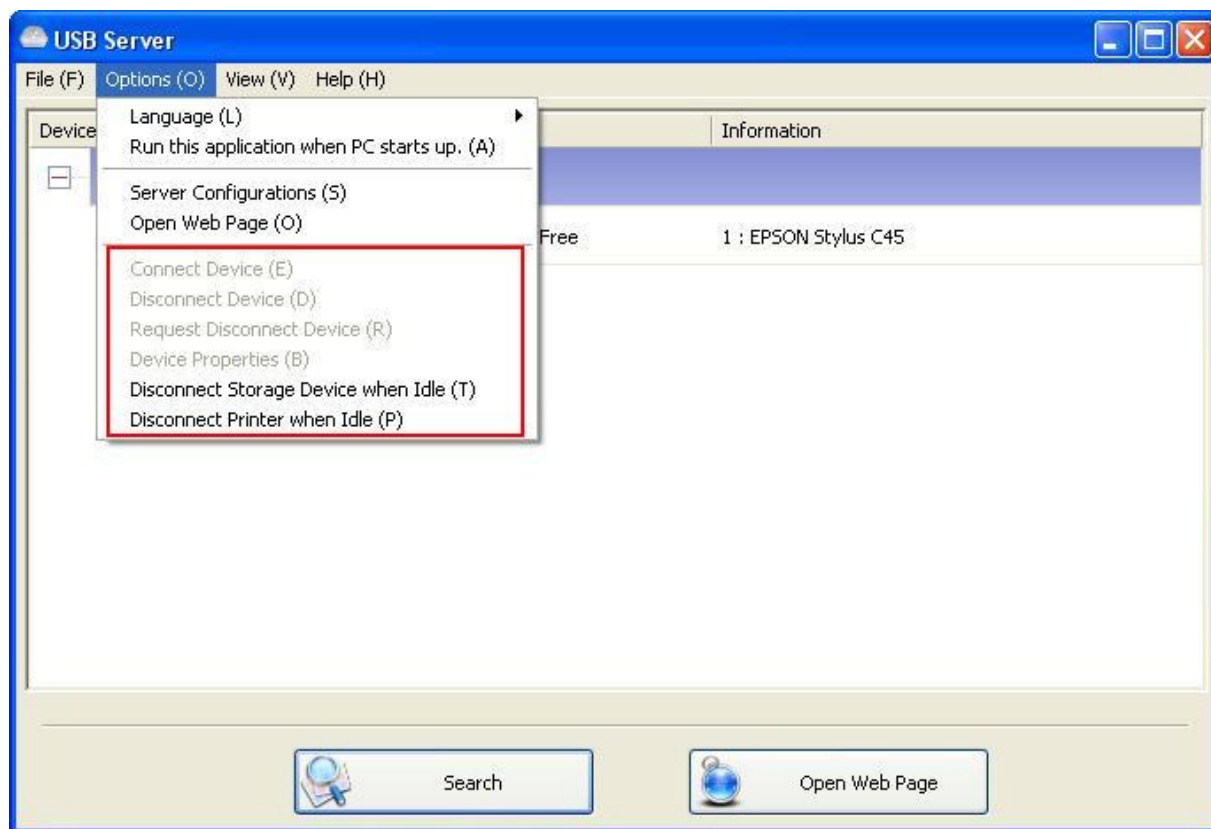 USB Server
File (F) Options (O) View (V) Help (H)
Device Information
Language (L)
Run this application when PC starts up. (A)
Server Configurations (S)
Open Web Page (O)
Free 1 : EPSON Stylus C45
Connect Device (E)
Disconnect Device (D)
Request Disconnect Device (R)
Device Properties (B)
Disconnect Storage Device when Idle (T)
Disconnect Printer when Idle (P)
Search Open Web Page